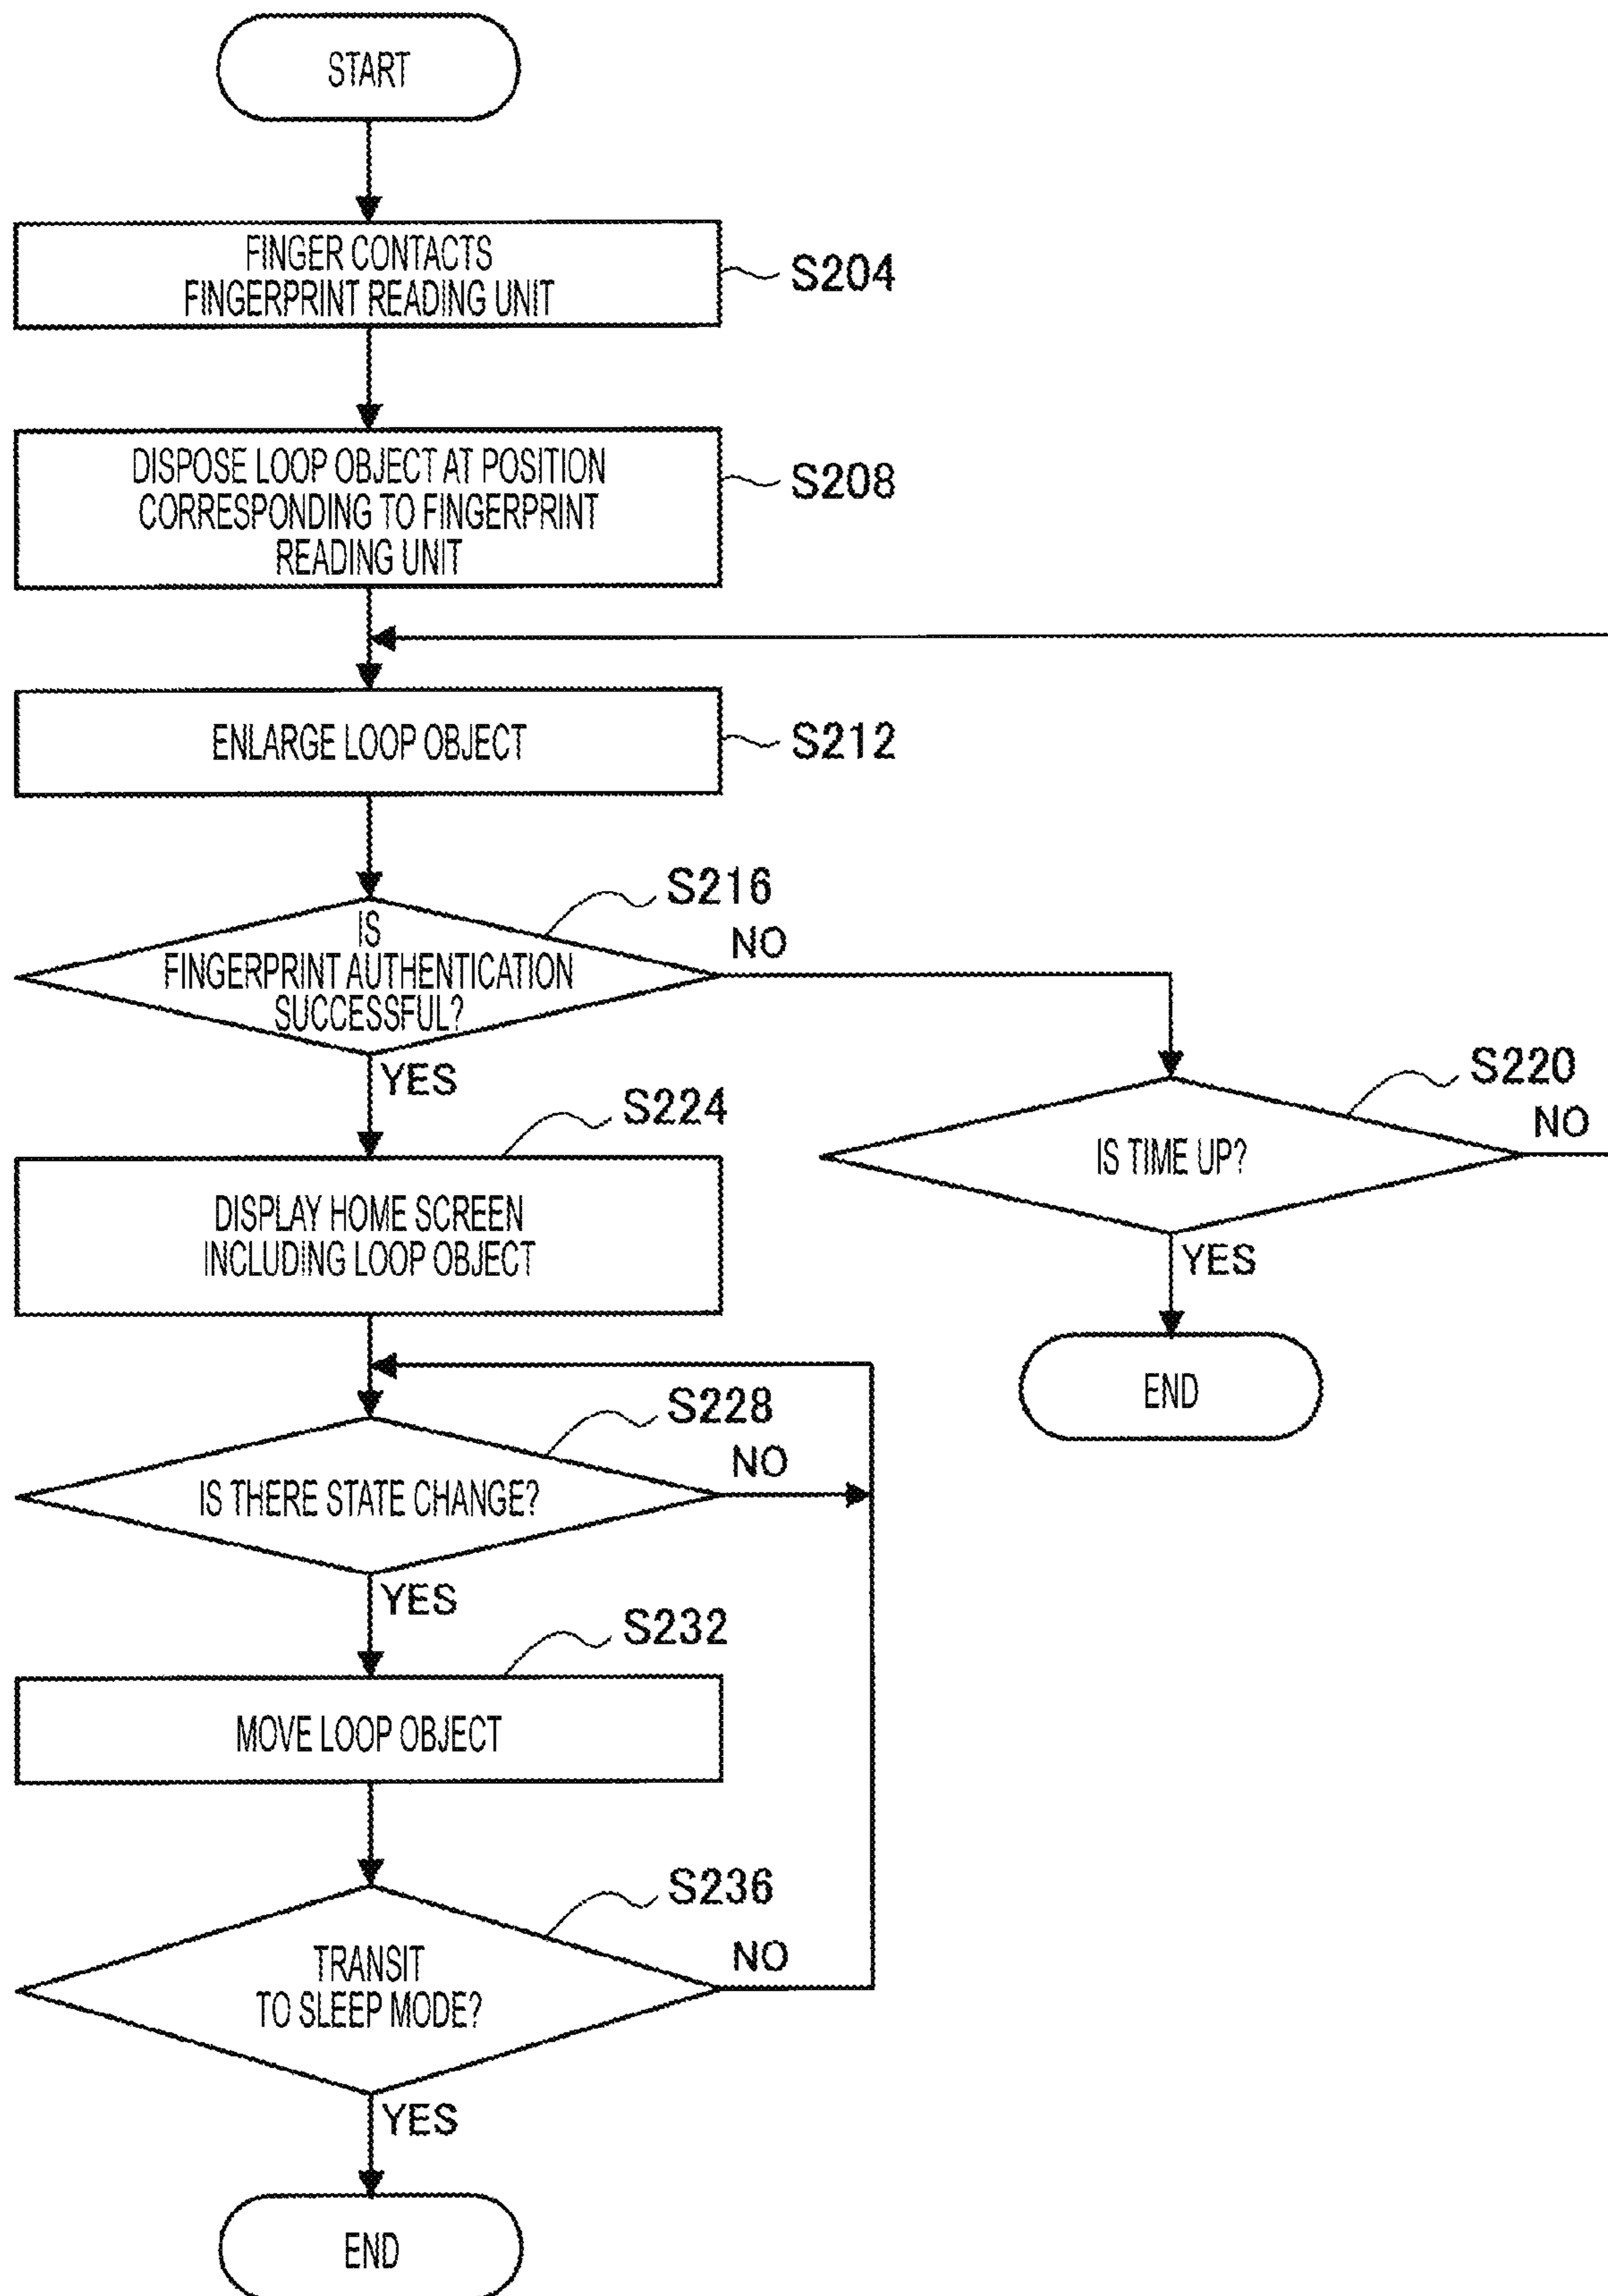 START
FINGER CONTACTS
FINGERPRINT READING UNIT
S204
DISPOSE LOOP OBJECT AT POSITION
CORRESPONDING TO FINGERPRINT
READING UNIT
S208
ENLARGE LOOP OBJECT
S212
S216
IS
FINGERPRINT AUTHENTICATION
SUCCESSFUL?
NO
YES
S220
IS TIME UP?
NO
YES
END
S224
DISPLAY HOME SCREEN
INCLUDING LOOP OBJECT
S228
IS THERE STATE CHANGE?
NO
YES
S232
MOVE LOOP OBJECT
S236
TRANSIT
TO SLEEP MODE?
NO
YES
END